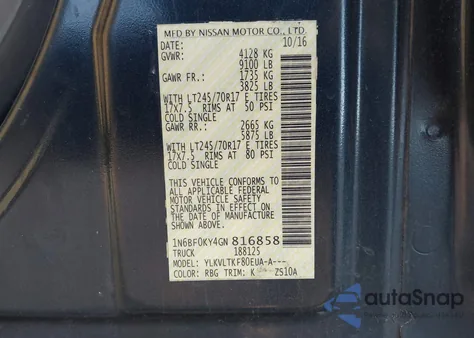 MFD BY NISSAN MOTOR CO., LTD.
DATE: 10/16
GVWR: 4128 KG
9100 LB
GAWR FR.: 1735 KG
3825 LB
WITH LT245/70R17 E TIRES
17X7.5 RIMS AT 50 PSI
COLD SINGLE
GAWR RR.: 2665 KG
5875 LB
WITH LT245/70R17 E TIRES
17X7.5 RIMS AT 80 PSI
COLD SINGLE
THIS VEHICLE CONFORMS TO
ALL APPLICABLE FEDERAL
MOTOR VEHICLE SAFETY
STANDARDS IN EFFECT ON
THE DATE OF MANUFACTURE
SHOWN ABOVE.
1N6BF0KY4GN 816858
TRUCK 188125
MODEL: YLKVLTKF80EUA-A---
COLOR: RBG TRIM: K ZS10A
autoSnap